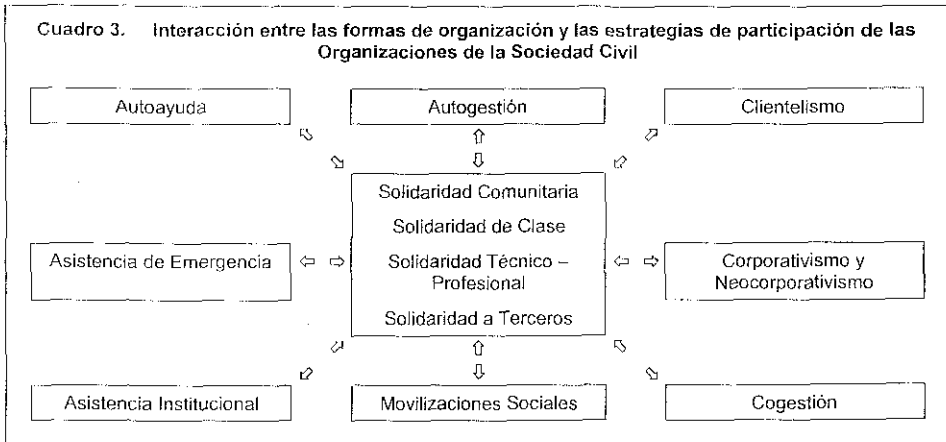 Cuadro 3. Interacción entre las formas de organización y las estrategias de participación de las
Organizaciones de la Sociedad Civil
Autoayuda
Autogestión
Clientelismo
Solidaridad Comunitaria
Solidaridad de Clase
Asistencia de Emergencia
Solidaridad Técnico –
Profesional
Corporativismo y
Neocorporativismo
Solidaridad a Terceros
Asistencia Institucional
Movilizaciones Sociales
Cogestión